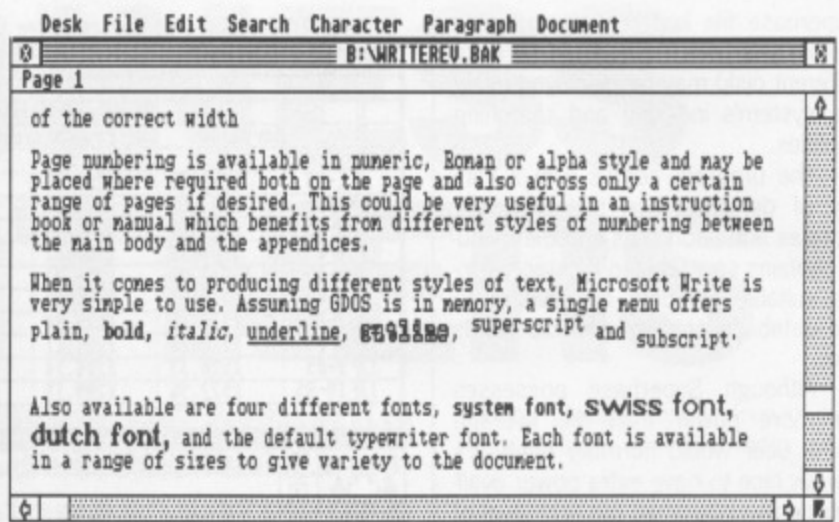 Desk File Edit Search Character Paragraph Document
B:\WRITEREV.BAK
Page 1
of the correct width
Page numbering is available in numeric, Roman or alpha style and may be
placed where required both on the page and also across only a certain
range of pages if desired. This could be very useful in an instruction
book or manual which benefits from different styles of numbering between
the main body and the appendices.
When it comes to producing different styles of text, Microsoft Write is
very simple to use. Assuming GDOS is in memory, a single menu offers
plain, bold, italic, underline, outline, superscript and subscript.
Also available are four different fonts, system font, swiss font,
dutch font, and the default typewriter font. Each font is available
in a range of sizes to give variety to the document.